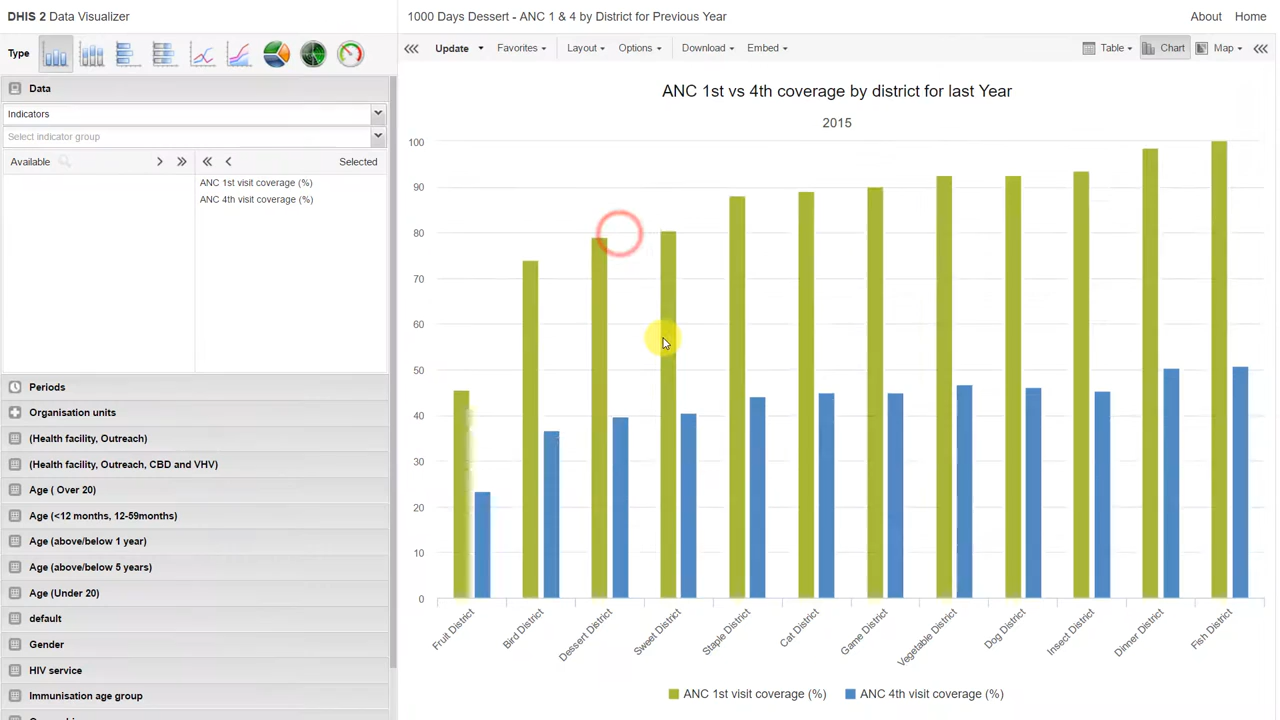 DHIS 2 Data Visualizer
1000 Days Dessert - ANC 1 & 4 by District for Previous Year
About
Home
Type
Update
Favorites
Layout
Options
Download
Embed
Table
Chart
Map
Data
Indicators
Select indicator group
Available
Selected
ANC 1st visit coverage (%)
ANC 4th visit coverage (%)
Periods
Organisation units
(Health facility, Outreach)
(Health facility, Outreach, CBD and VHV)
Age ( Over 20)
Age (<12 months, 12-59months)
Age (above/below 1 year)
Age (above/below 5 years)
Age (Under 20)
default
Gender
HIV service
Immunisation age group
ANC 1st vs 4th coverage by district for last Year
2015
100
90
80
70
60
50
40
30
20
10
0
Fruit District
Bird District
Dessert District
Sweet District
Staple District
Cat District
Game District
Vegetable District
Dog District
Insect District
Dinner District
Fish District
ANC 1st visit coverage (%)
ANC 4th visit coverage (%)